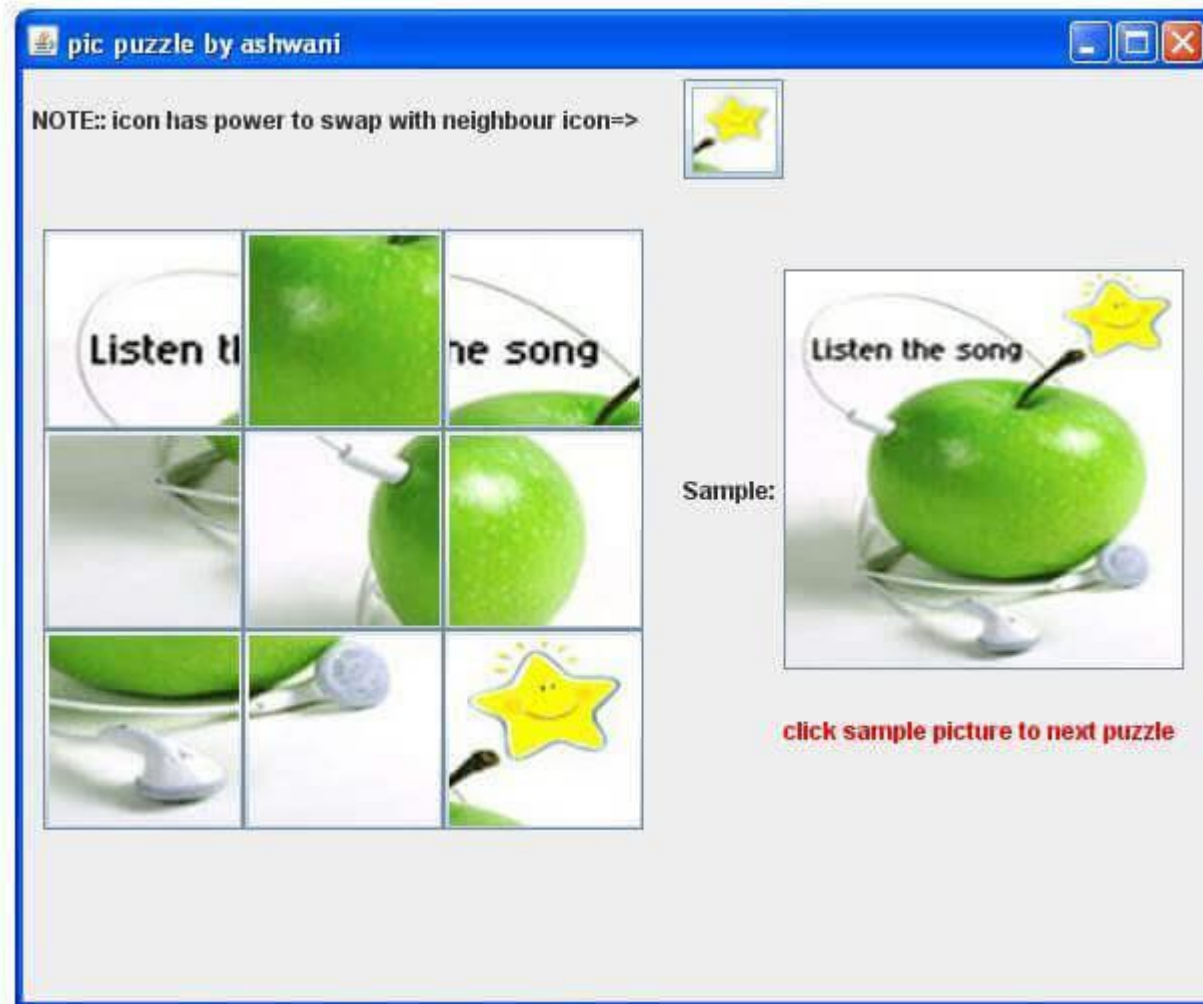 pic puzzle by ashwani
NOTE:: icon has power to swap with neighbour icon=>
Listen tl
he song
Listen the song
Sample:
click sample picture to next puzzle